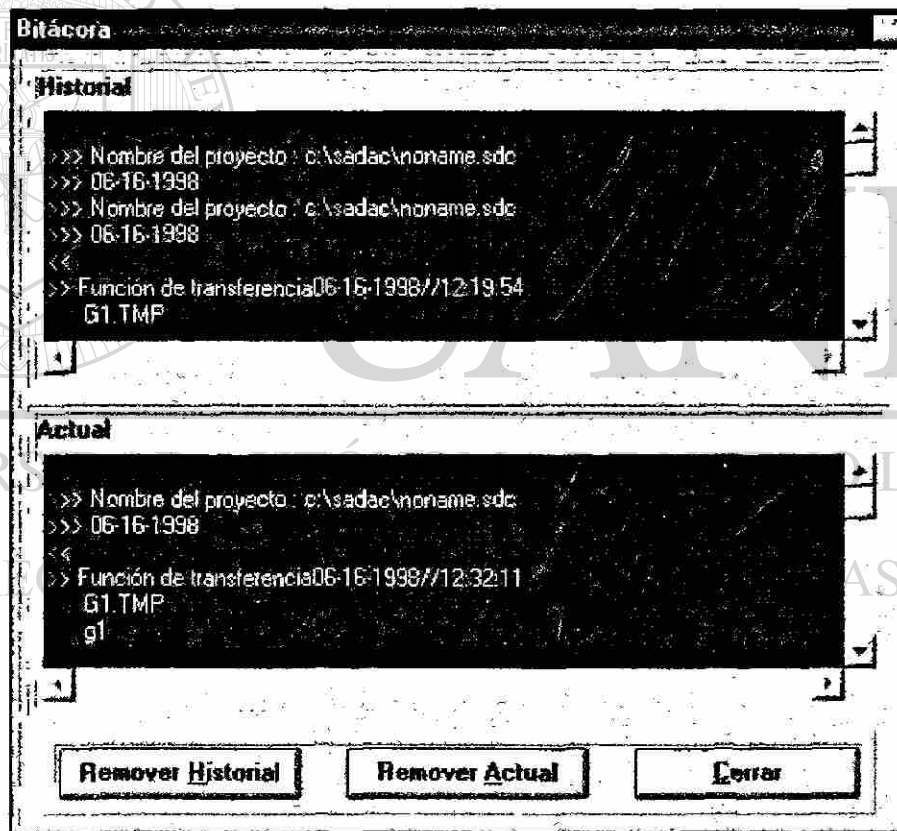 Bitácora
Historial
>>> Nombre del proyecto : c:\sadac\noname.sdc
>>> 06-16-1998
>>> Nombre del proyecto : c:\sadac\noname.sdc
>>> 06-16-1998
<<
>> Función de transferencia06-16-1998//12:19:54
G1.TMP
Actual
>>> Nombre del proyecto : c:\sadac\noname.sdc
>>> 06-16-1998
<<
>> Función de transferencia06-16-1998//12:32:11
G1.TMP
g1
Remover Historial
Remover Actual
Cerrar